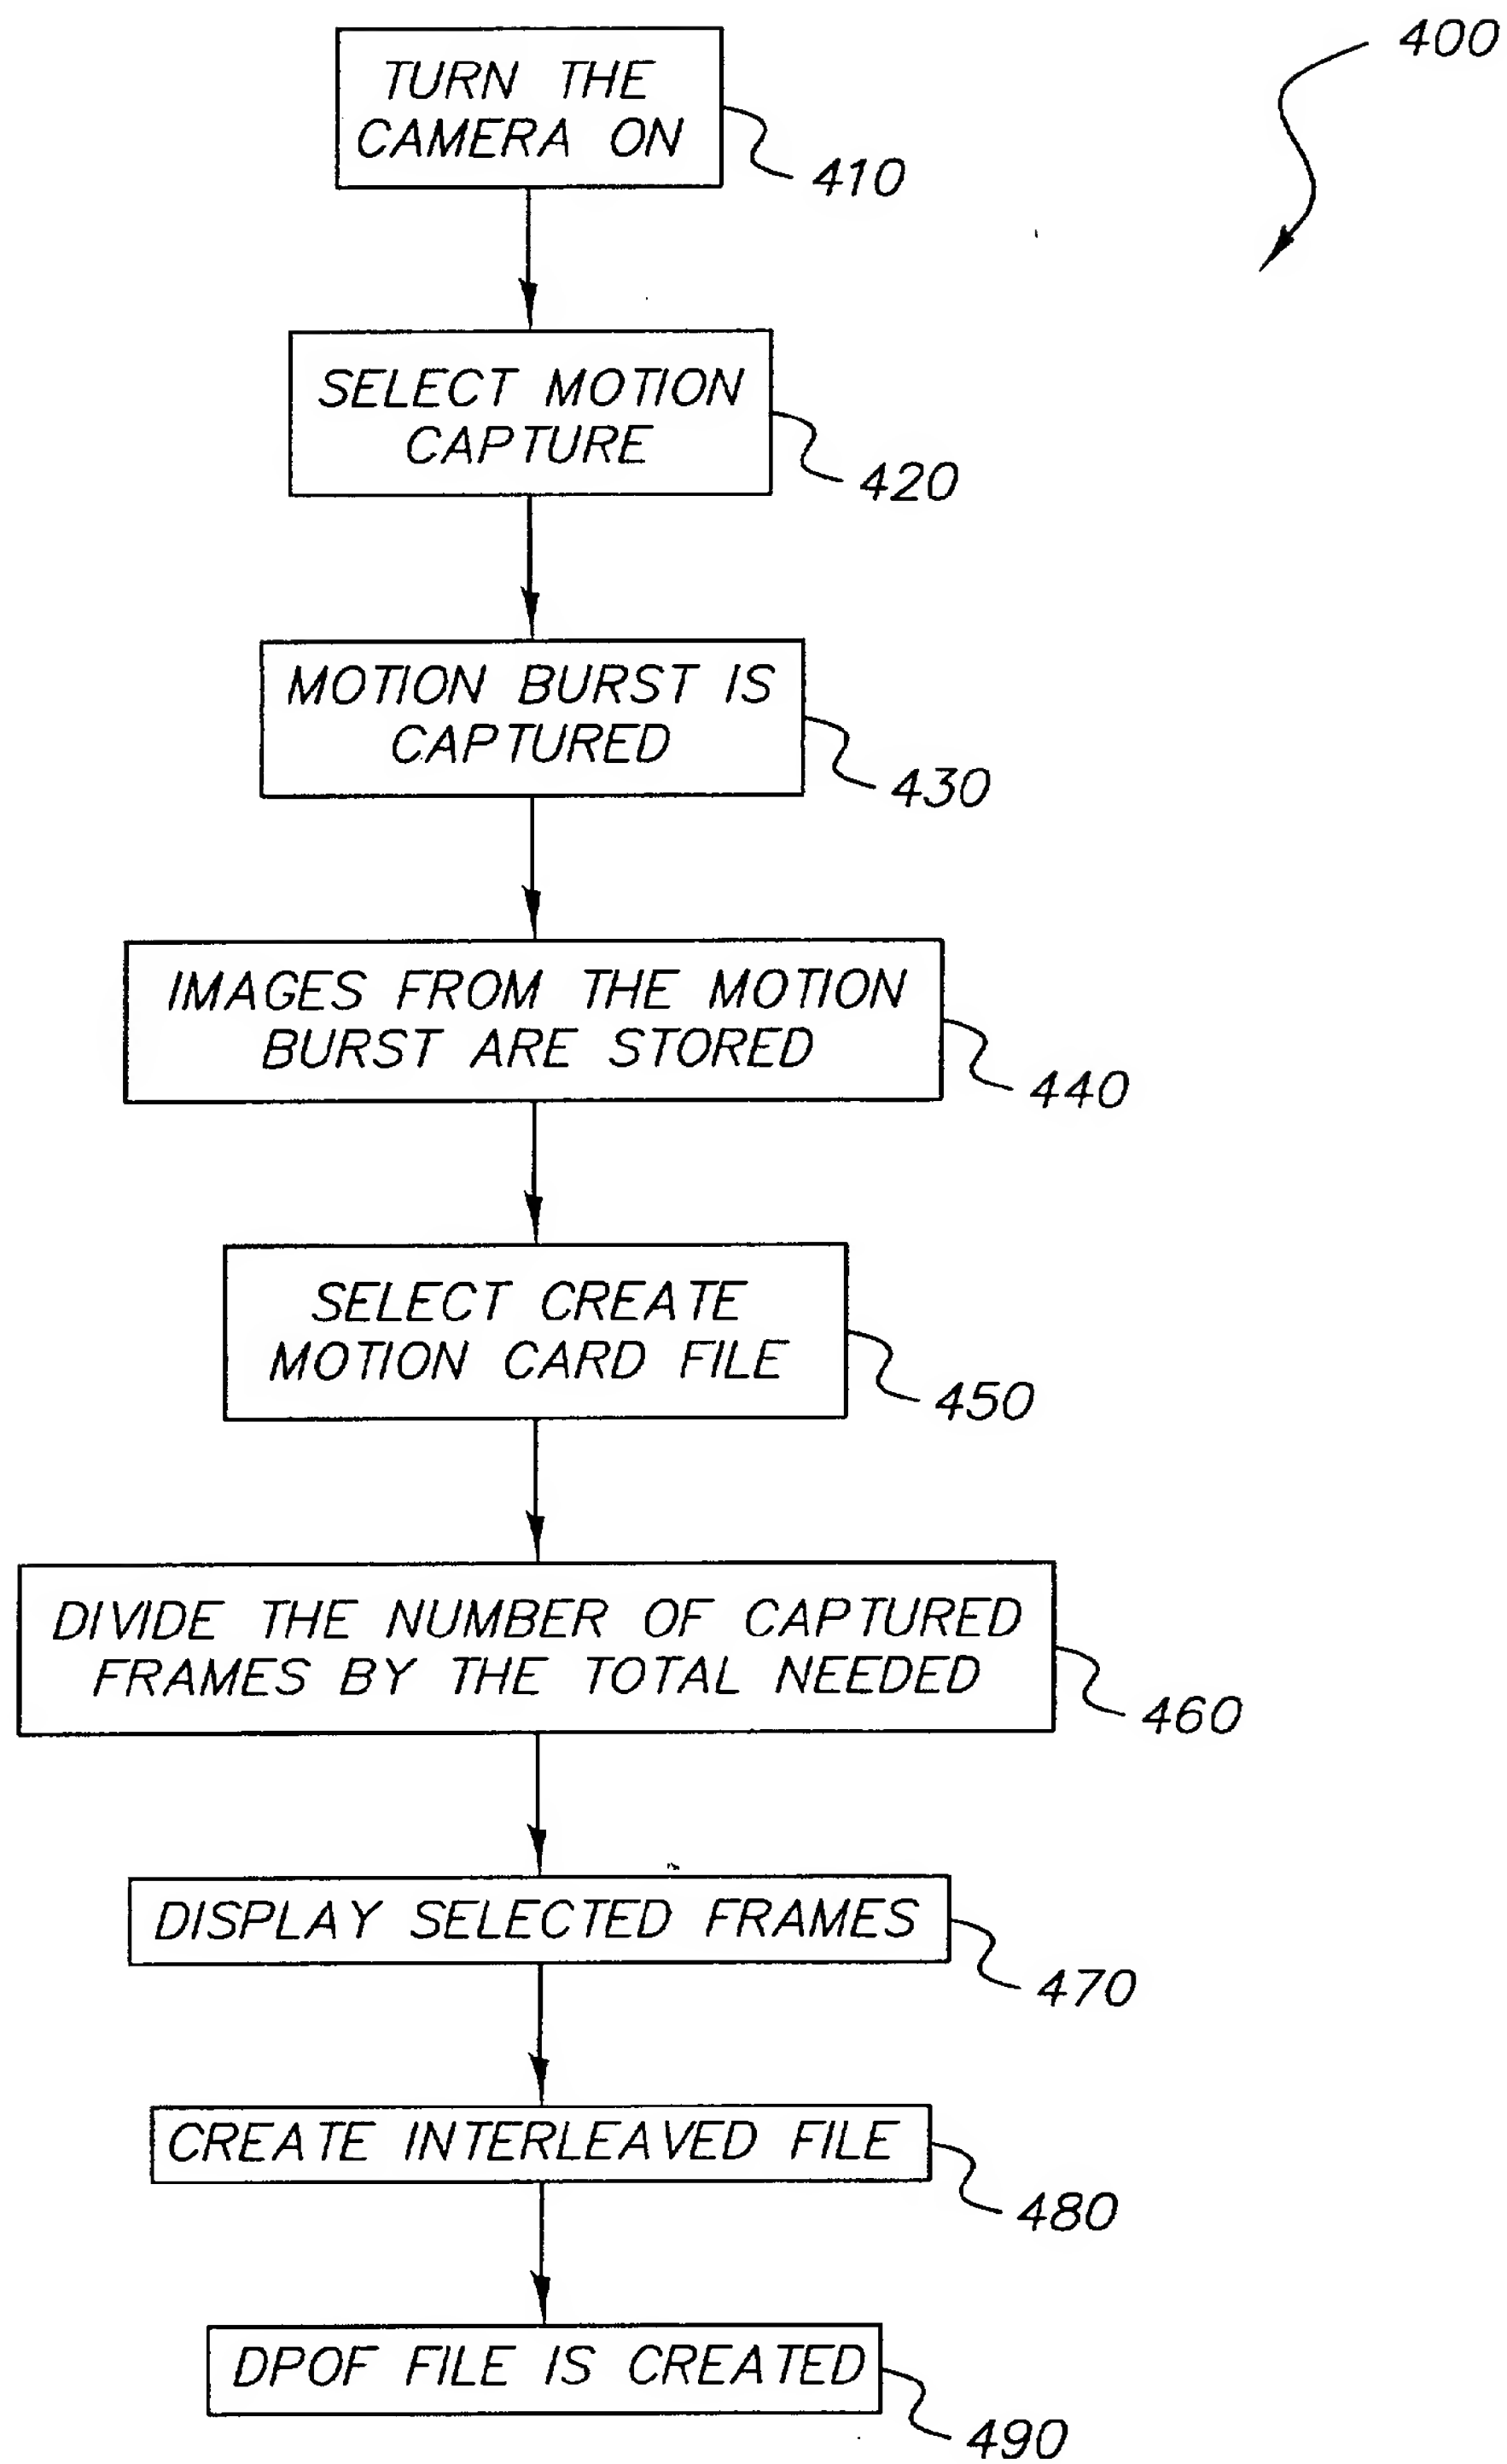 400
TURN THE
CAMERA ON
410
SELECT MOTION
CAPTURE
420
MOTION BURST IS
CAPTURED
430
IMAGES FROM THE MOTION
BURST ARE STORED
440
SELECT CREATE
MOTION CARD FILE
450
DIVIDE THE NUMBER OF CAPTURED
FRAMES BY THE TOTAL NEEDED
460
DISPLAY SELECTED FRAMES
470
CREATE INTERLEAVED FILE
480
DPOF FILE IS CREATED
490